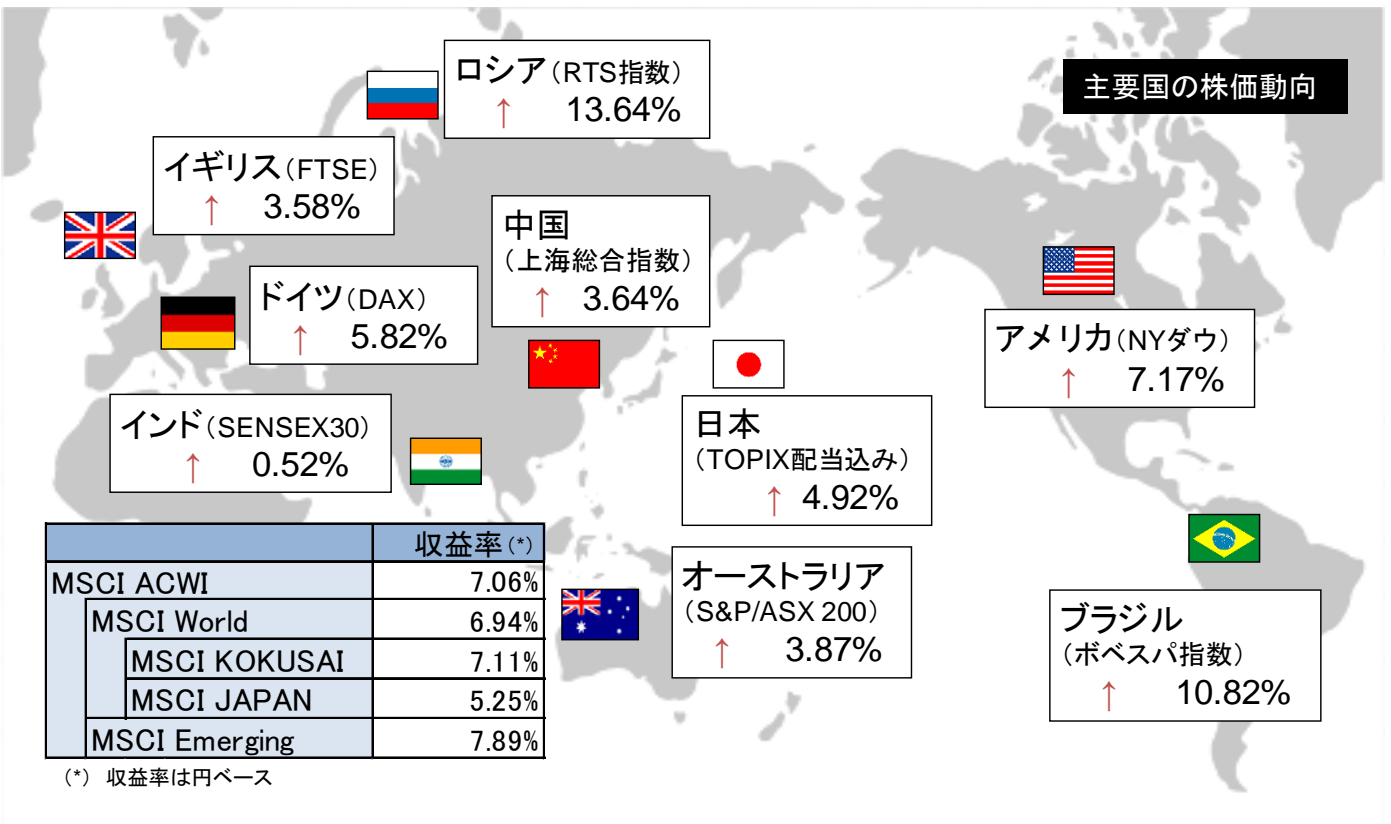 主要国の株価動向
ロシア(RTS指数)
↑ 13.64%
イギリス(FTSE)
↑ 3.58%
中国
(上海総合指数)
↑ 3.64%
ドイツ(DAX)
↑ 5.82%
アメリカ(NYダウ)
↑ 7.17%
インド(SENSEX30)
↑ 0.52%
日本
(TOPIX配当込み)
↑ 4.92%
オーストラリア
(S&P/ASX 200)
↑ 3.87%
ブラジル
(ボベスパ指数)
↑ 10.82%
収益率(*)
MSCI ACWI 7.06%
MSCI World 6.94%
MSCI KOKUSAI 7.11%
MSCI JAPAN 5.25%
MSCI Emerging 7.89%
(*) 収益率は円ベース